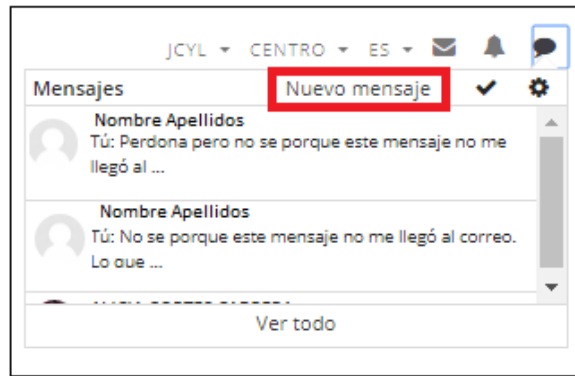 JCYL CENTRO ES
Mensajes Nuevo mensaje
Nombre Apellidos
Tú: Perdona pero no se porque este mensaje no me
llegó al ...
Nombre Apellidos
Tú: No se porque este mensaje no me llegó al correo.
Lo que ...
Ver todo